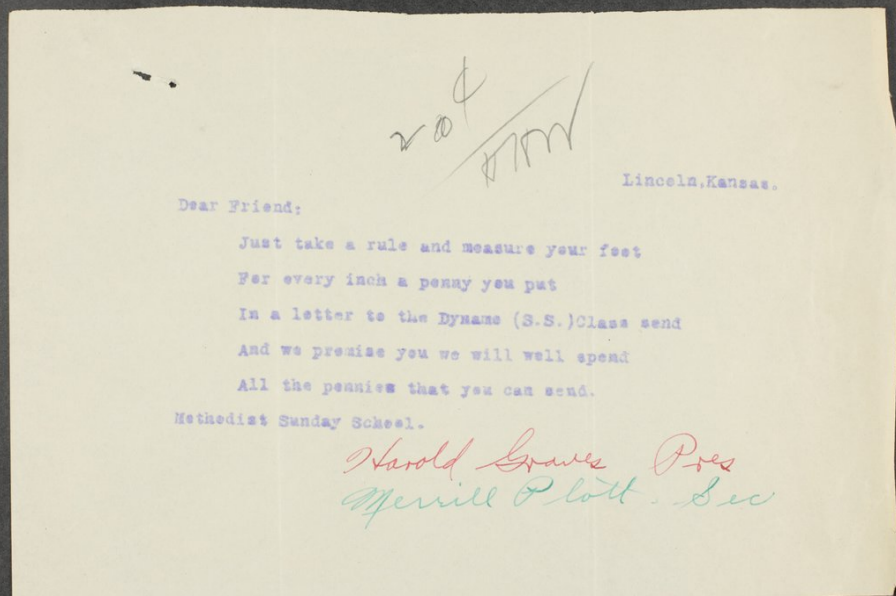 20¢
Lincoln,Kansas.
Dear Friend:
Just take a rule and measure your feet
For every inch a penny you put
In a letter to the Dynamo (S.S.)Class send
And we promise you we will well spend
All the pennies that you can send.
Methodist Sunday School.
Harold Graves Pres
Merrill Plott. Sec